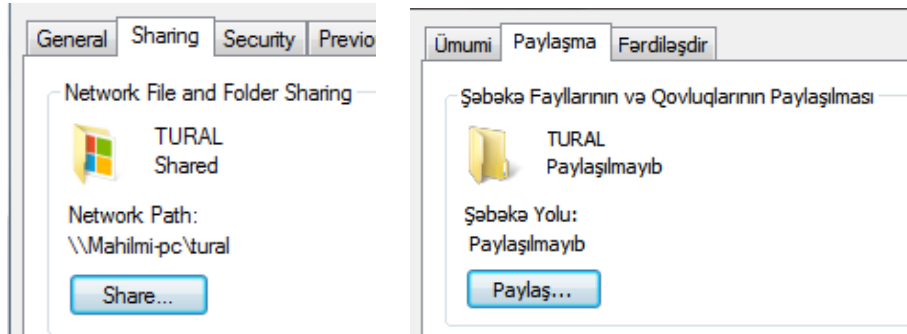 General Sharing Security Previo
Network File and Folder Sharing
TURAL
Shared
Network Path:
\\Mahilmi-pc\tural
Share...
Ümumi Paylaşma Fərdiləşdir
Şəbəkə Fayllarının və Qovluqlarının Paylaşılması
TURAL
Paylaşılmayıb
Şəbəkə Yolu:
Paylaşılmayıb
Paylaş...